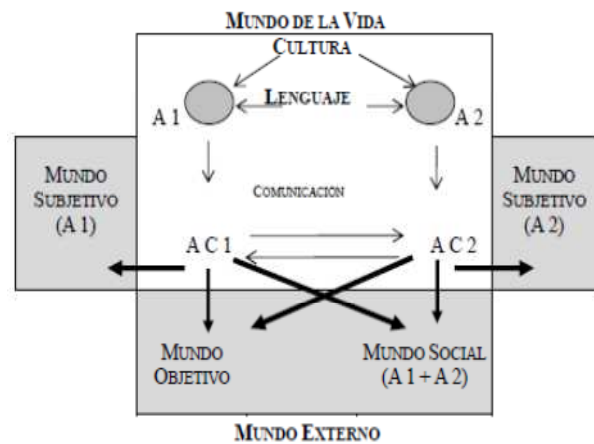 MUNDO DE LA VIDA
CULTURA
LENGUAJE
A 1
A 2
MUNDO
SUBJETIVO
(A 1)
COMUNICACIÓN
MUNDO
SUBJETIVO
(A 2)
A C 1
A C 2
MUNDO
OBJETIVO
MUNDO SOCIAL
(A 1 + A 2)
MUNDO EXTERNO